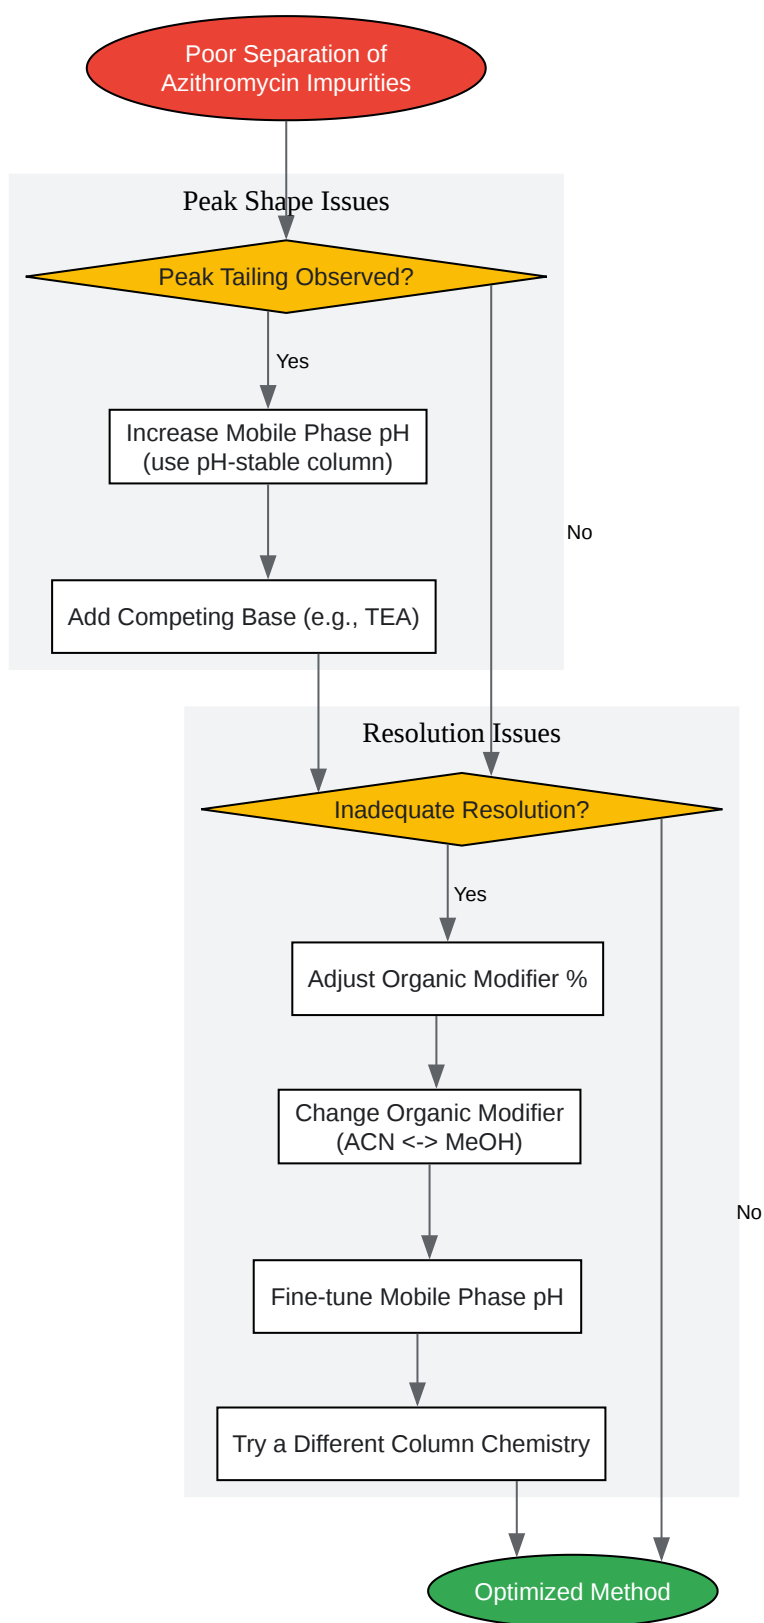 Poor Separation of
Azithromycin Impurities
Peak Shape Issues
Peak Tailing Observed?
Yes
Increase Mobile Phase pH
(use pH-stable column)
No
Add Competing Base (e.g., TEA)
Resolution Issues
Inadequate Resolution?
Yes
Adjust Organic Modifier %
Change Organic Modifier
(ACN <-> MeOH)
No
Fine-tune Mobile Phase pH
Try a Different Column Chemistry
Optimized Method